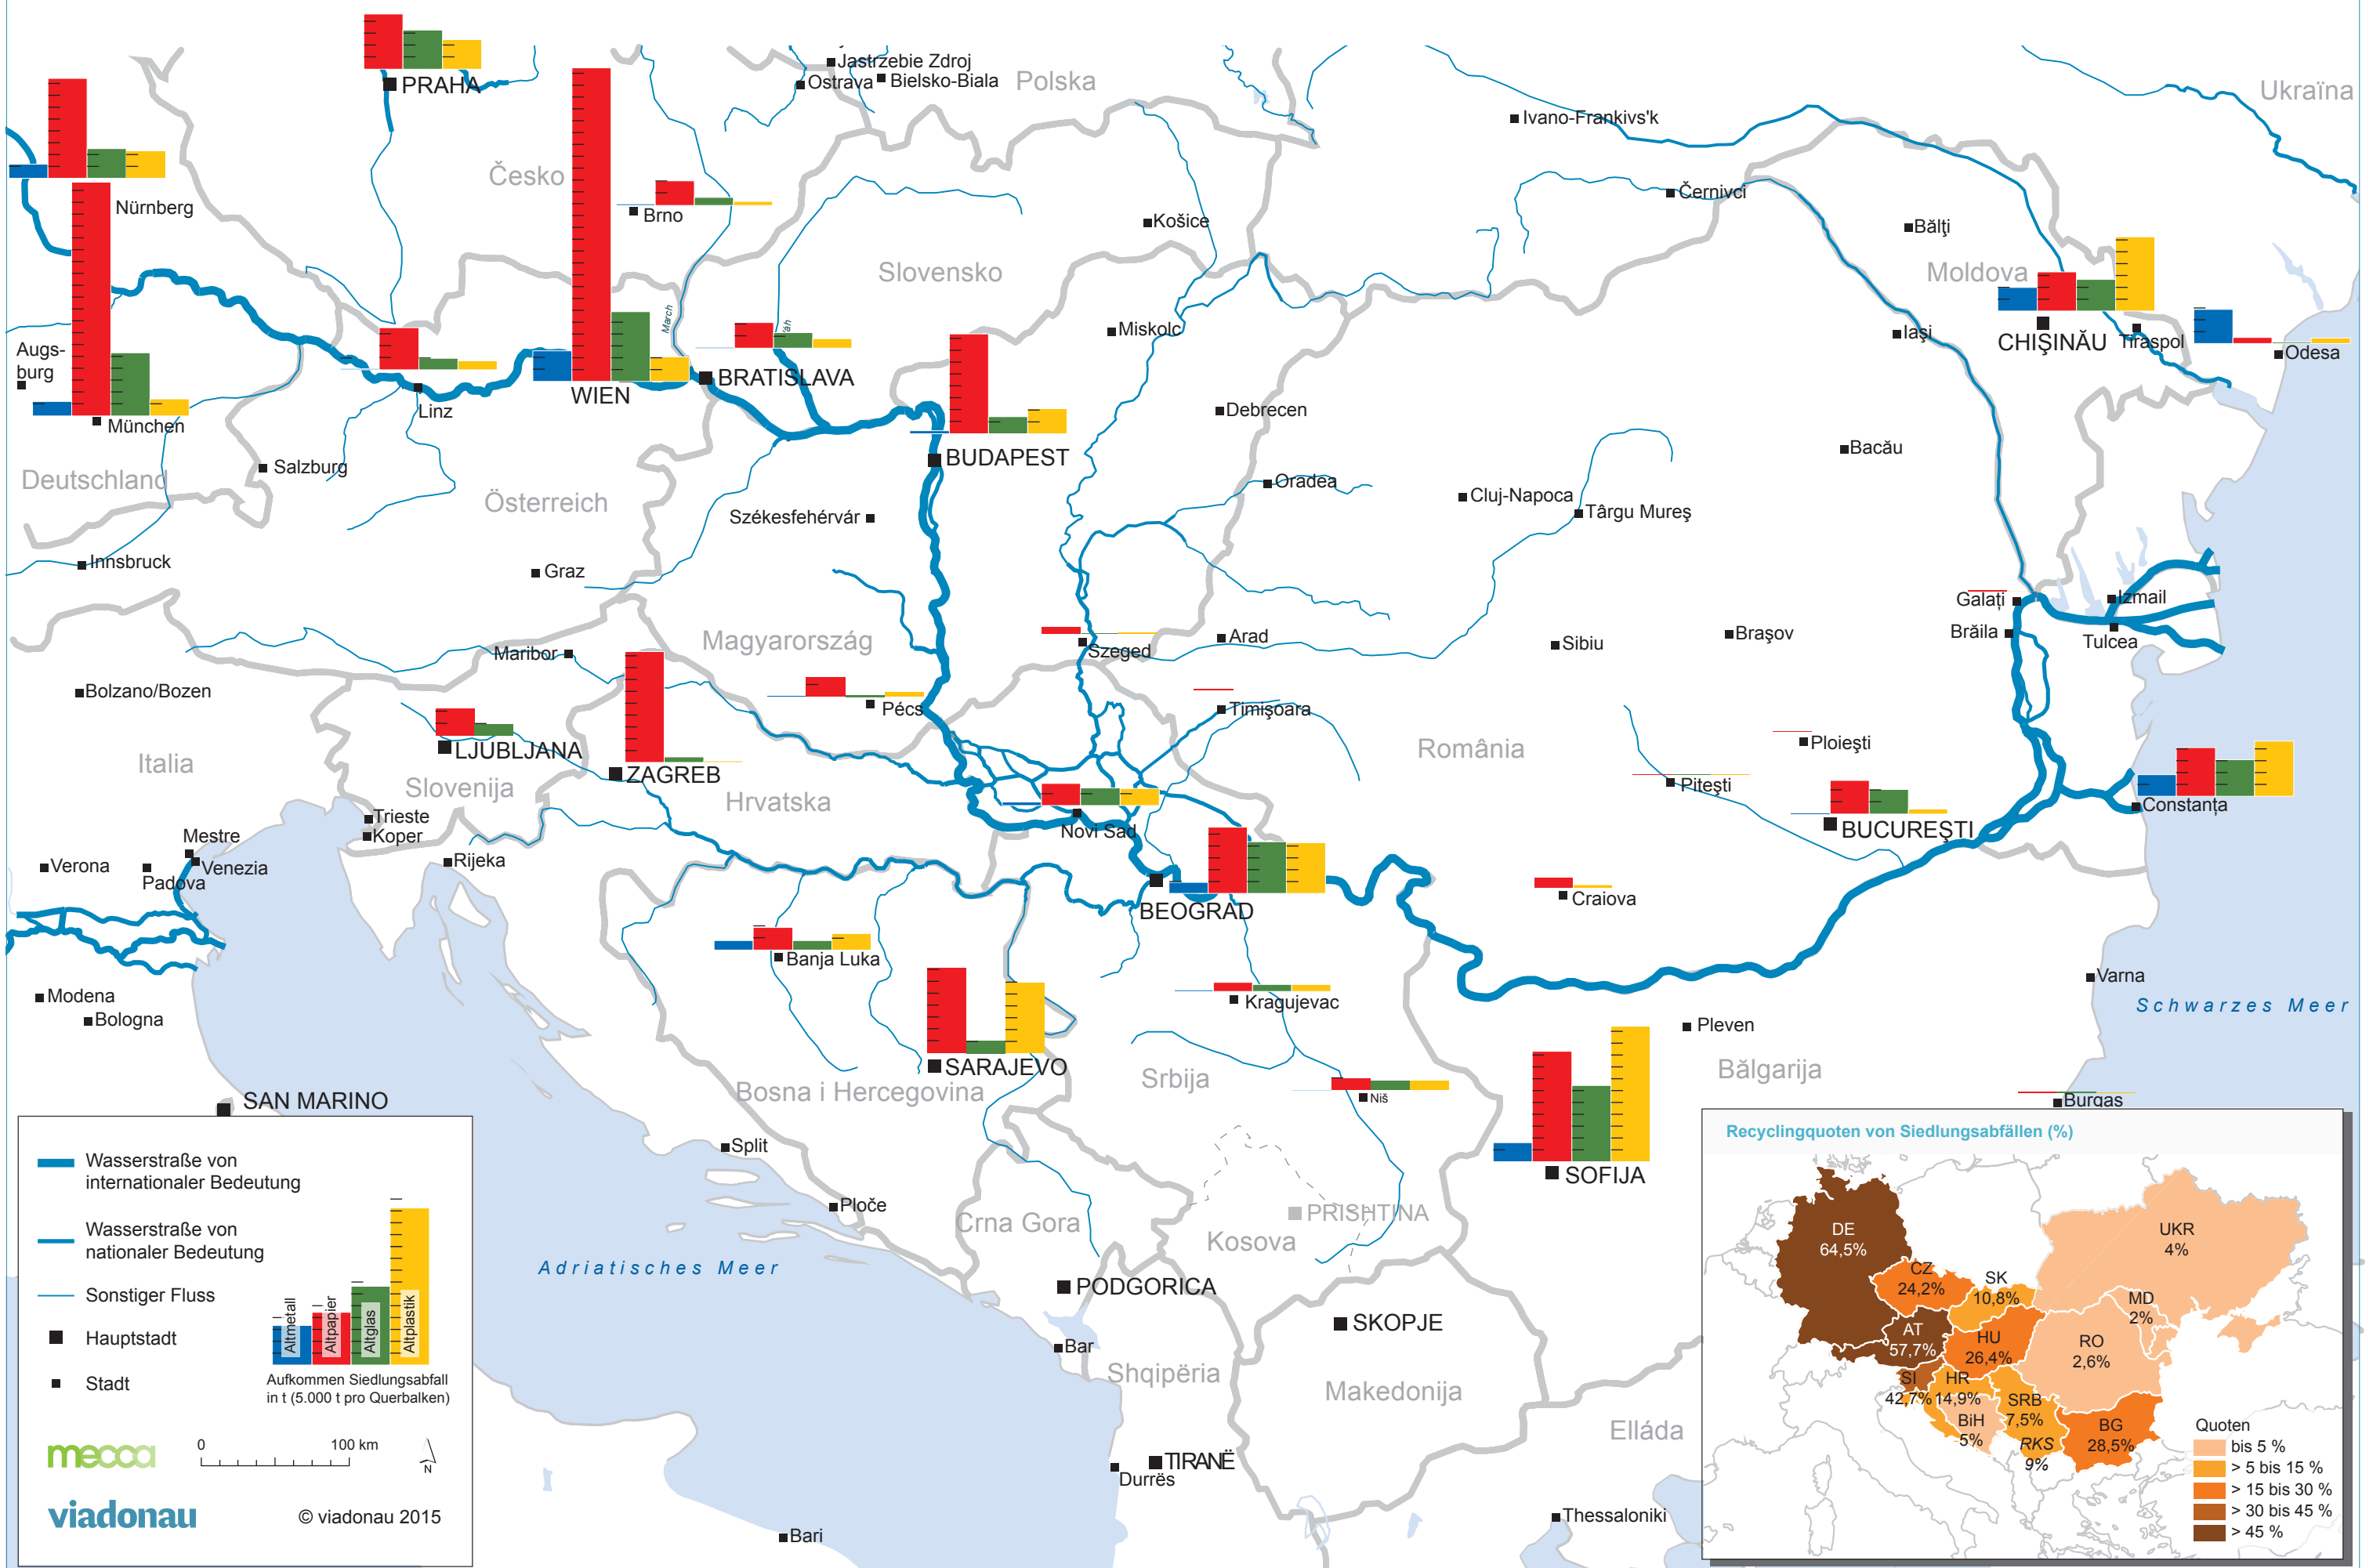 PRAHA
Jastrzebie Zdroj
Ostrava
Bielsko-Biala
Polska
Ukraïna
Ivano-Frankivs'k
Česko
Brno
Nürnberg
Košice
Černivci
Bălţi
Moldova
Slovensko
March
Váh
Miskolc
Iaşi
CHIŞINĂU
Tiraspol
Odesa
Augs-
burg
WIEN
BRATISLAVA
Linz
München
Debrecen
BUDAPEST
Bacău
Deutschland
Salzburg
Österreich
Oradea
Cluj-Napoca
Târgu Mureş
Székesfehérvár
Innsbruck
Graz
Galaţi
Izmail
Brăila
Tulcea
Magyarország
Maribor
Szeged
Arad
Sibiu
Braşov
Bolzano/Bozen
Pécs
Timişoara
LJUBLJANA
ZAGREB
România
Ploieşti
Italia
Slovenija
Hrvatska
Piteşti
Constanţa
Trieste
Koper
Novi Sad
BUCUREŞTI
Mestre
Venezia
Verona
Padova
Rijeka
BEOGRAD
Craiova
Banja Luka
Varna
Modena
Bologna
Kragujevac
Schwarzes Meer
Pleven
SARAJEVO
Bosna i Hercegovina
Srbija
Bălgarija
Niš
Burgas
SAN MARINO
Split
SOFIJA
Ploče
Crna Gora
PRISHTINA
Kosova
Adriatisches Meer
PODGORICA
SKOPJE
Bar
Shqipëria
Makedonija
Elláda
TIRANË
Durrës
Thessaloniki
Bari
Wasserstraße von
internationaler Bedeutung
Wasserstraße von
nationaler Bedeutung
Sonstiger Fluss
Hauptstadt
Stadt
Altmetall
Altpapier
Altglas
Altplastik
Aufkommen Siedlungsabfall
in t (5.000 t pro Querbalken)
mecca
0 100 km
N
viadonau
© viadonau 2015
Recyclingquoten von Siedlungsabfällen (%)
DE
64,5%
UKR
4%
CZ
24,2%
SK
10,8%
MD
2%
AT
57,7%
HU
26,4%
RO
2,6%
SI
42,7%
HR
14,9%
SRB
7,5%
BiH
5%
RKS
9%
BG
28,5%
Quoten
bis 5 %
> 5 bis 15 %
> 15 bis 30 %
> 30 bis 45 %
> 45 %